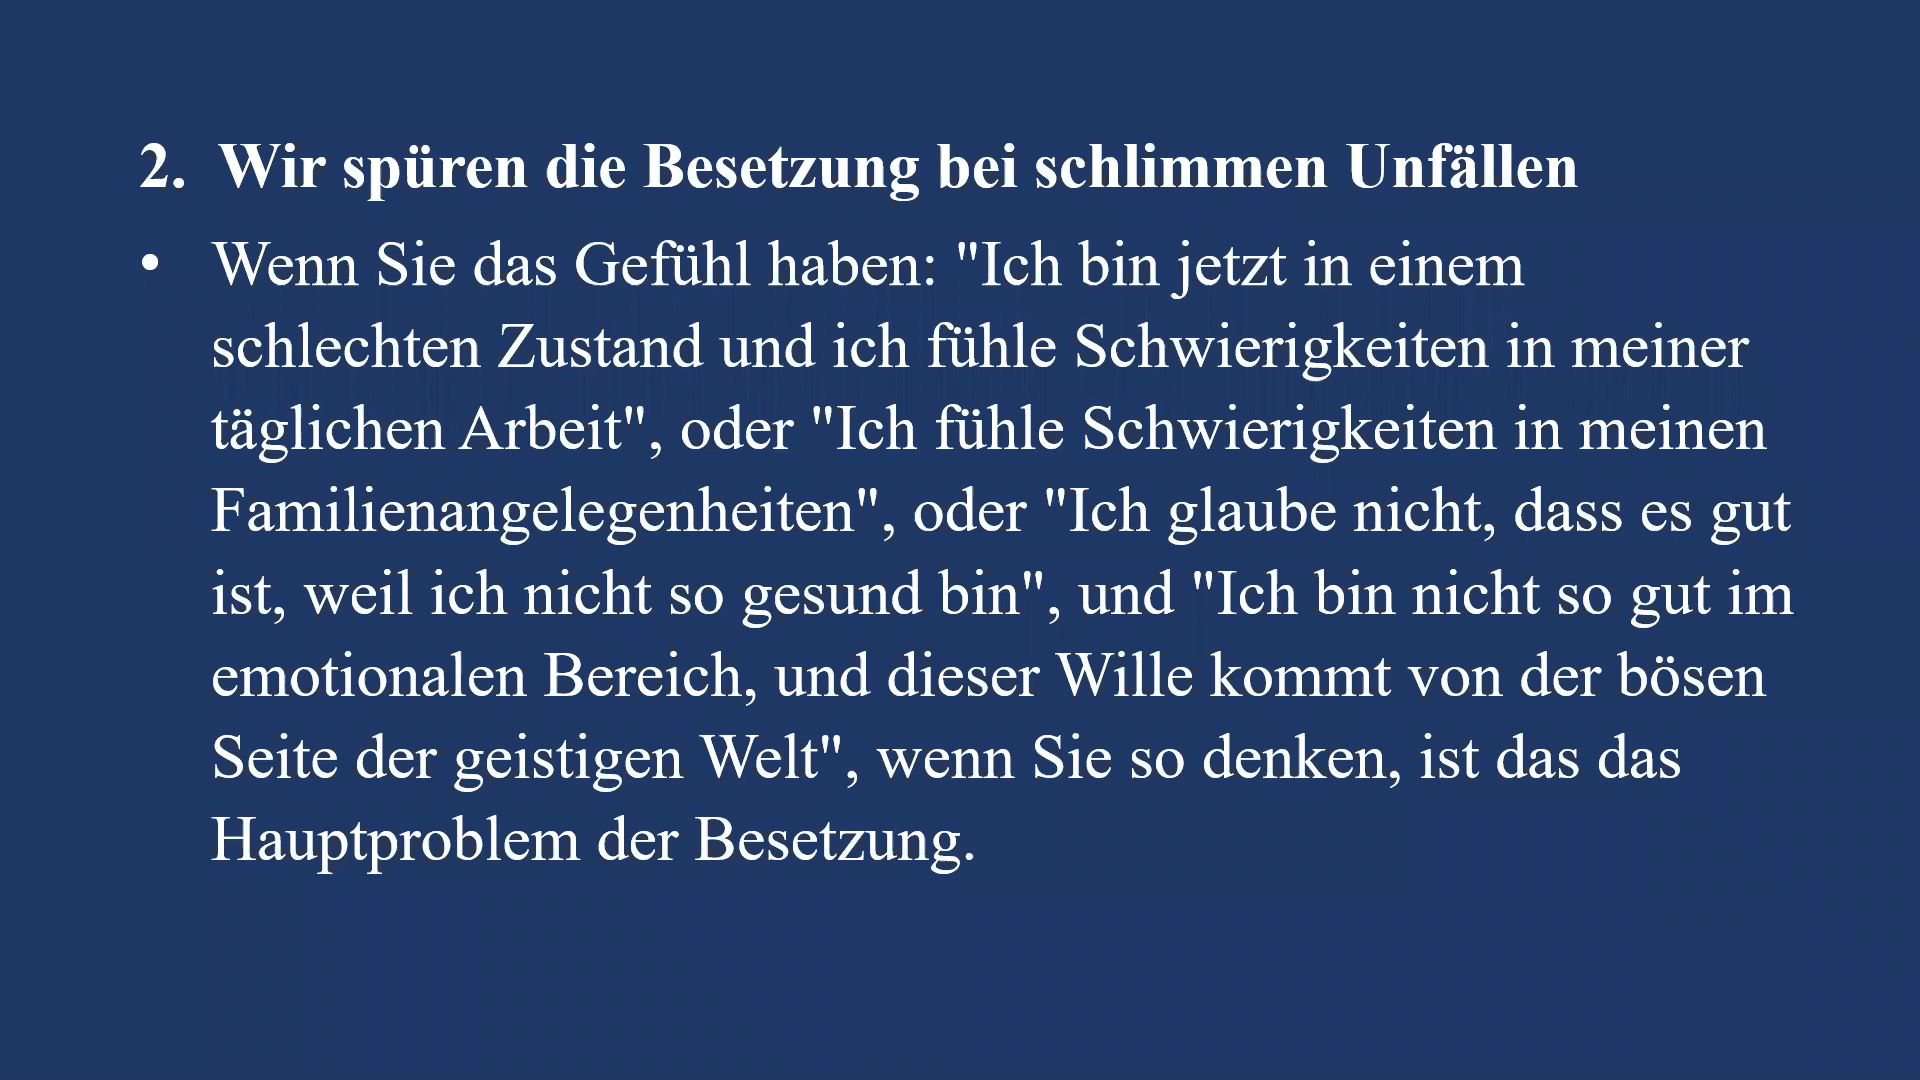 2. Wir spüren die Besetzung bei schlimmen Unfällen
• Wenn Sie das Gefühl haben: "Ich bin jetzt in einem
schlechten Zustand und ich fühle Schwierigkeiten in meiner
täglichen Arbeit", oder "Ich fühle Schwierigkeiten in meinen
Familienangelegenheiten", oder "Ich glaube nicht, dass es gut
ist, weil ich nicht so gesund bin", und "Ich bin nicht so gut im
emotionalen Bereich, und dieser Wille kommt von der bösen
Seite der geistigen Welt", wenn Sie so denken, ist das das
Hauptproblem der Besetzung.